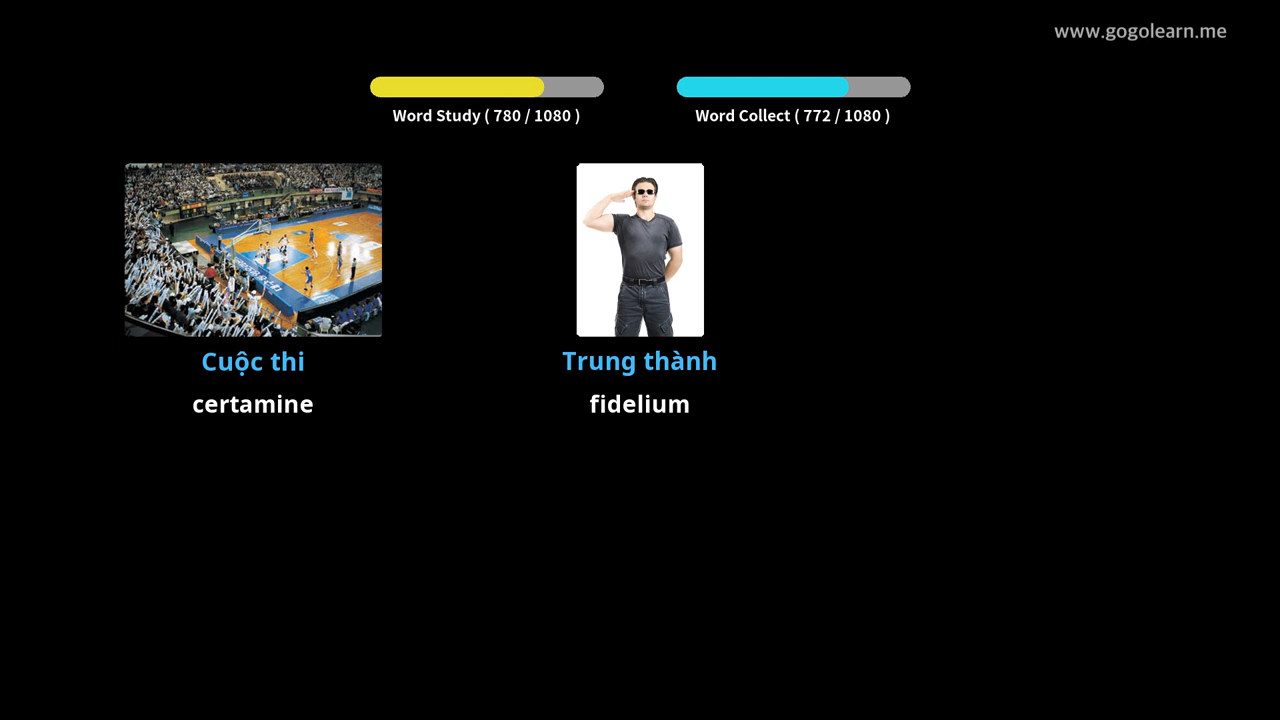 www.gogolearn.me
Word Study ( 780 / 1080 )
Word Collect ( 772 / 1080 )
Cuộc thi
certamine
Trung thành
fidelium